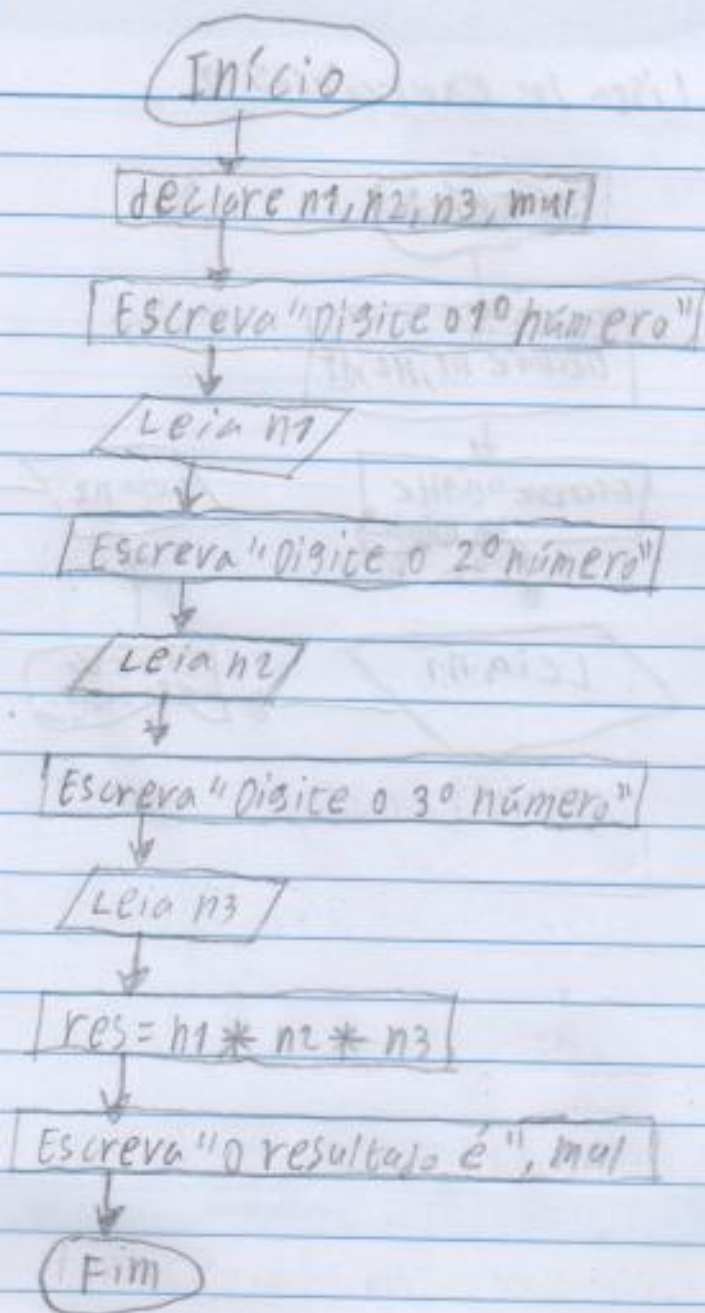 Início
declare n1, n2, n3, mul
Escreva "Digite o 1º número"
Leia n1
Escreva "Digite o 2º número"
Leia n2
Escreva "Digite o 3º número"
Leia n3
res = n1 * n2 * n3
Escreva "O resultado é", mul
Fim